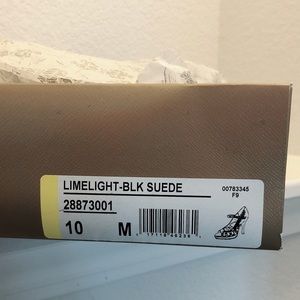 LIMELIGHT-BLK SUEDE
00783345
F9
28873001
10 M